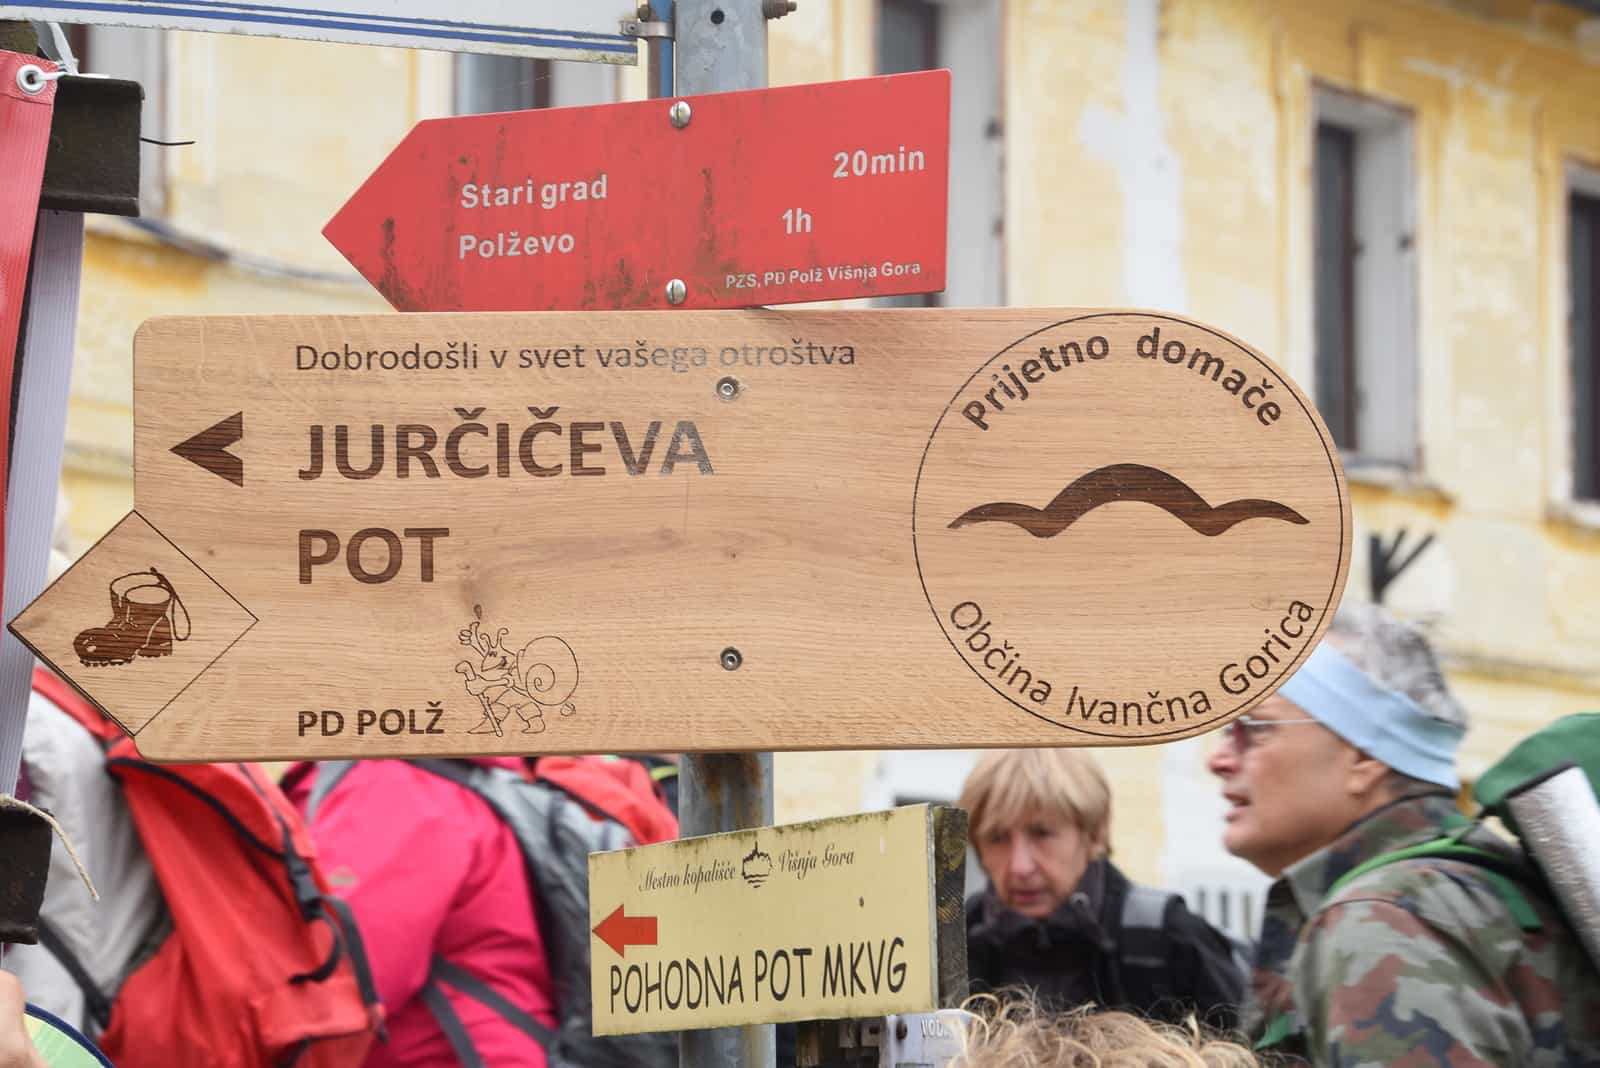 Stari grad 20min
Polževo 1h
PZS, PD Polž Višnja Gora
Dobrodošli v svet vašega otroštva
JURČIČEVA
POT
PD POLŽ
Prijetno domače
Občina Ivančna Gorica
Mestno kopališče Višnja Gora
POHODNA POT MKVG